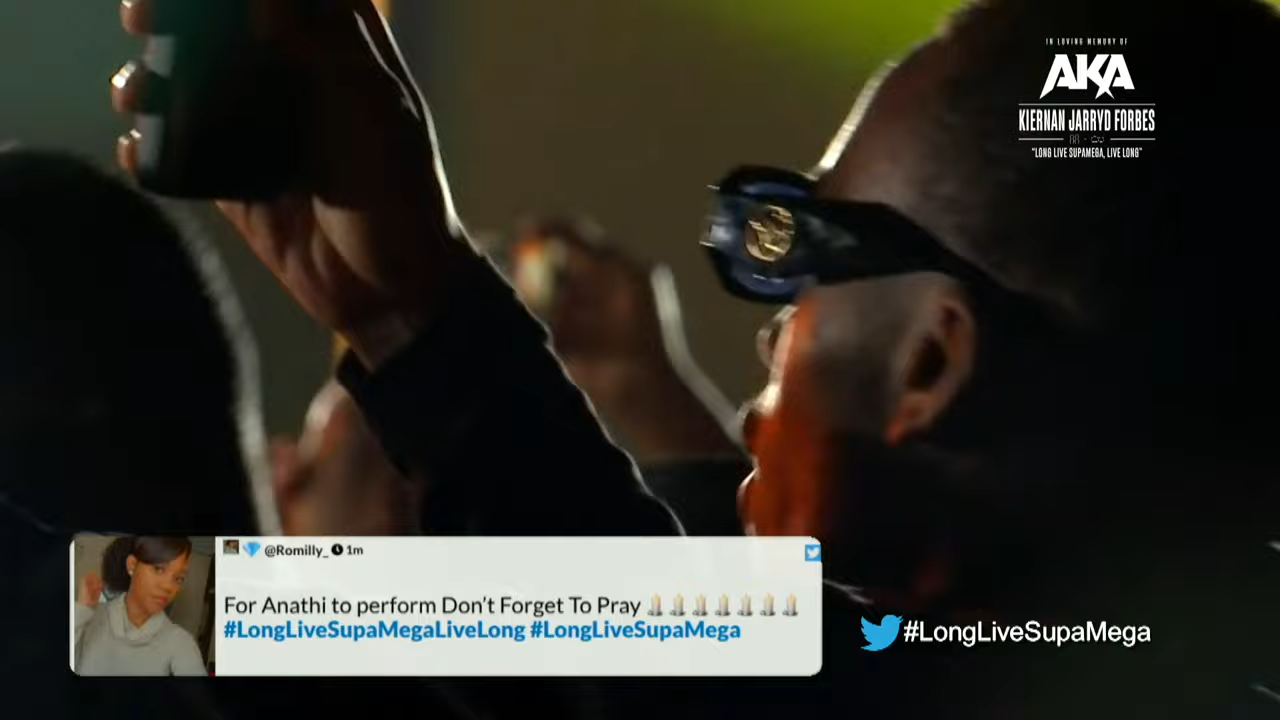 IN LOVING MEMORY OF
AKA
KIERNAN JARRYD FORBES
"LONG LIVE SUPAMEGA, LIVE LONG"
@Romilly_ 1m
For Anathi to perform Don't Forget To Pray 🕯🕯🕯🕯🕯🕯🕯
#LongLiveSupaMegaLiveLong #LongLiveSupaMega
#LongLiveSupaMega